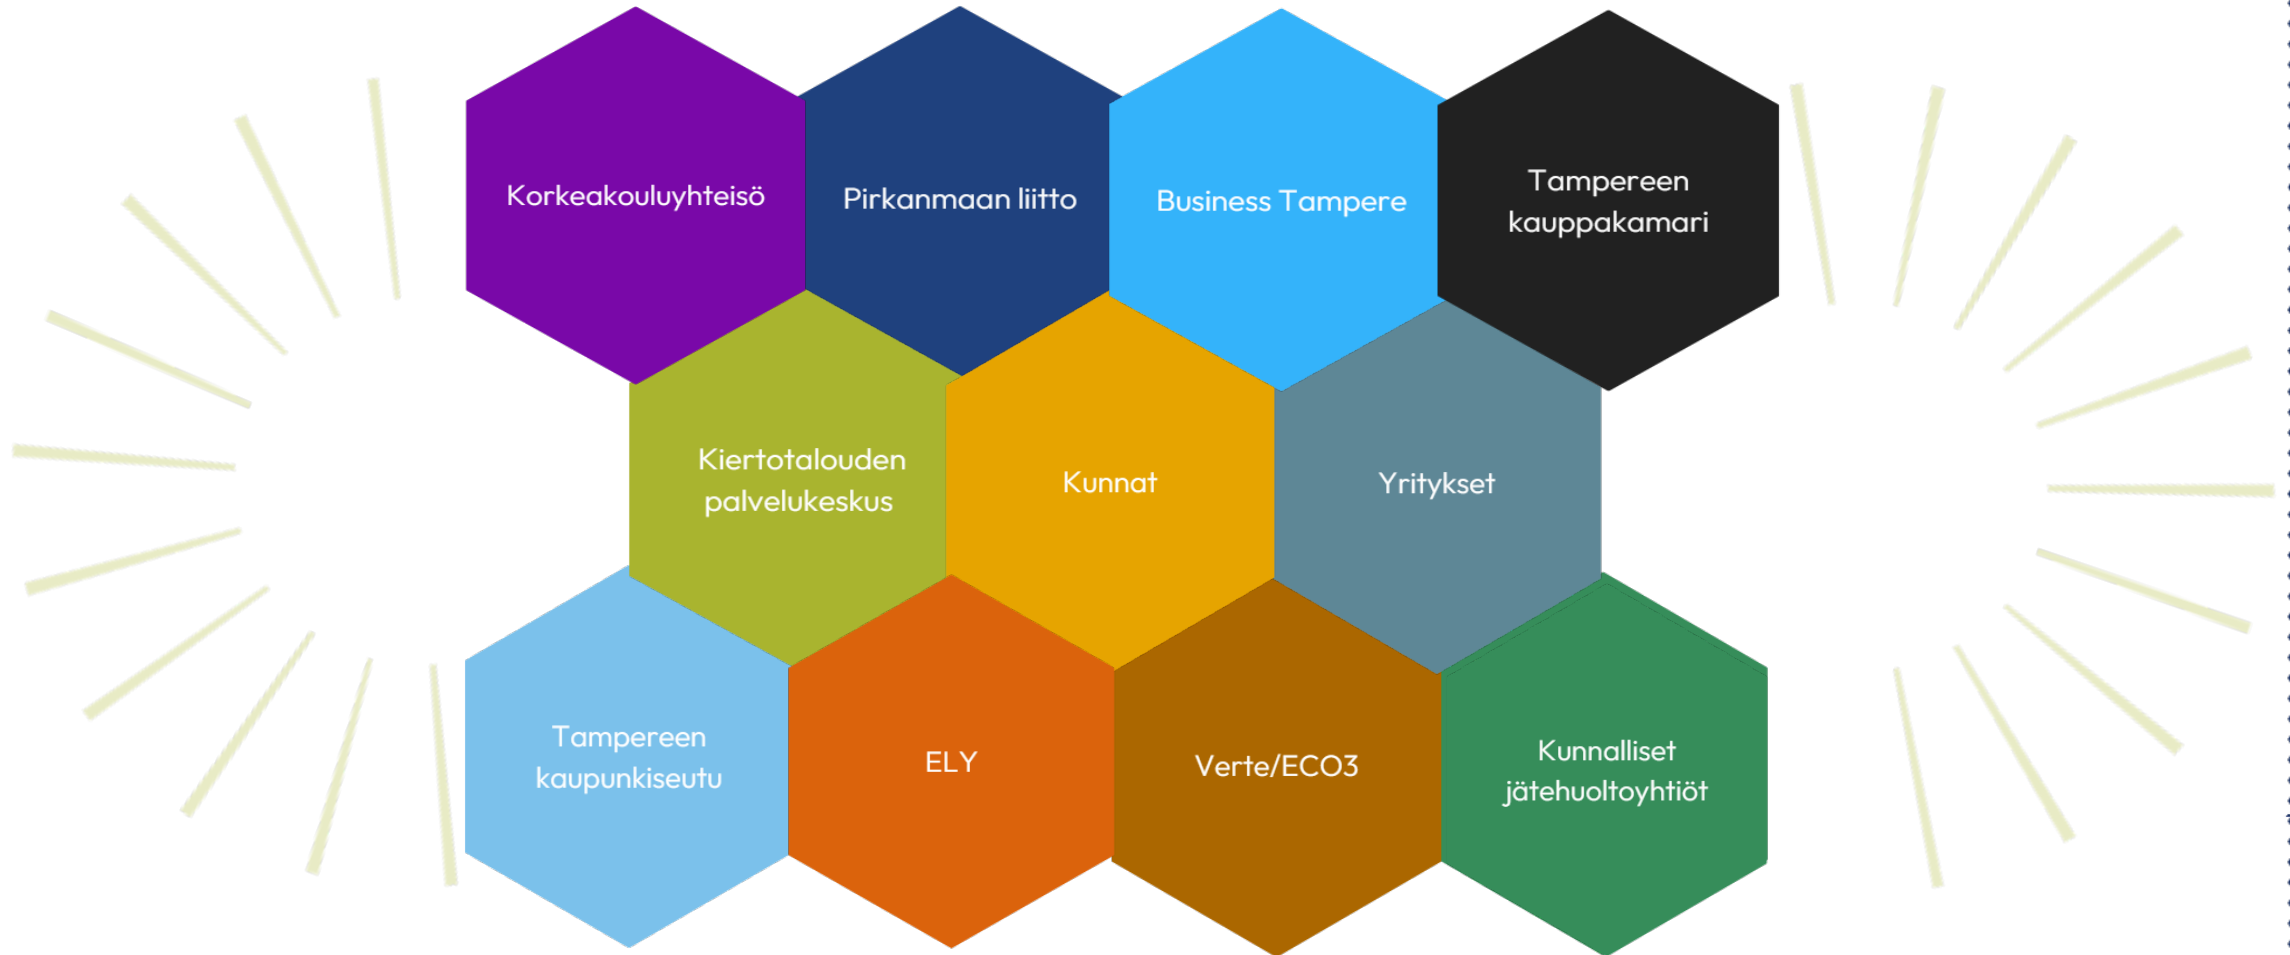 Korkeakouluyhteisö
Pirkanmaan liitto
Business Tampere
Tampereen
kauppakamari
Kiertotalouden
palvelukeskus
Kunnat
Yritykset
Tampereen
kaupunkiseutu
ELY
Verte/ECO3
Kunnalliset
jätehuoltoyhtiöt